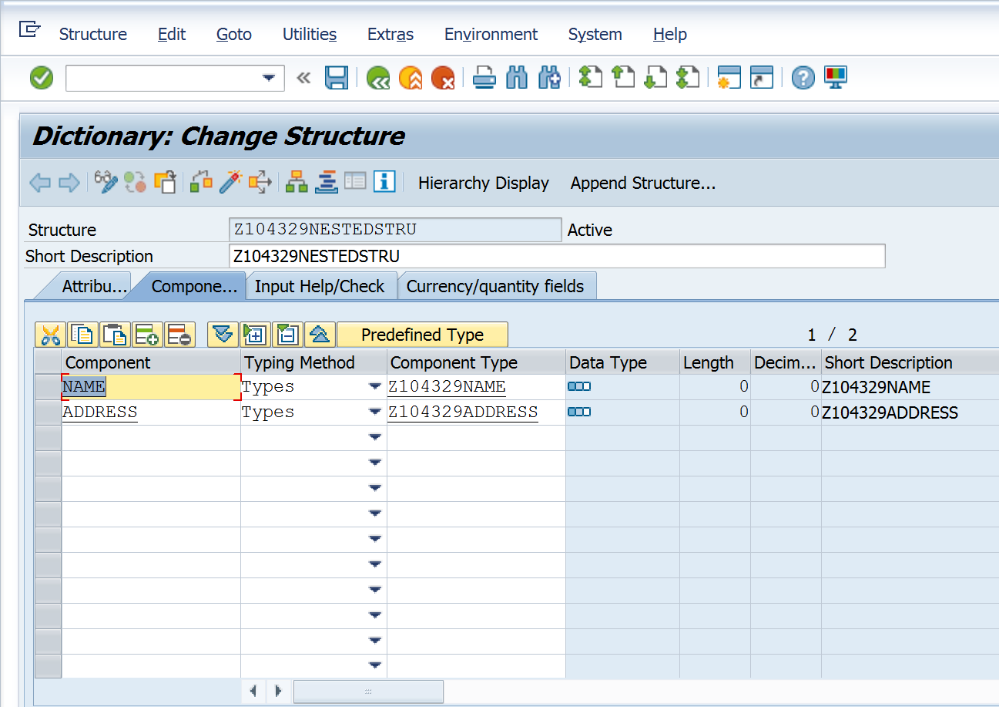 Structure Edit Goto Utilities Extras Environment System Help
Dictionary: Change Structure
Hierarchy Display Append Structure...
Structure Z104329NESTEDSTRU Active
Short Description Z104329NESTEDSTRU
Attribu... Compone... Input Help/Check Currency/quantity fields
Predefined Type 1 / 2
Component Typing Method Component Type Data Type Length Decim... Short Description
NAME Types Z104329NAME 0 0 Z104329NAME
ADDRESS Types Z104329ADDRESS 0 0 Z104329ADDRESS